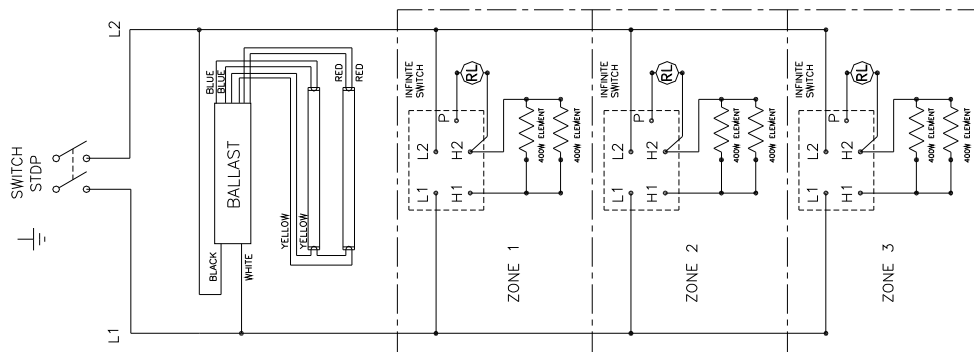 SWITCH
STDP
L2
L1
BLUE
BLUE
BALLAST
RED
RED
BLACK
WHITE
YELLOW
YELLOW
INFINITE
SWITCH
RL
P
L2
H2
L1
H1
400W ELEMENT
400W ELEMENT
ZONE 1
INFINITE
SWITCH
RL
P
L2
H2
L1
H1
400W ELEMENT
400W ELEMENT
ZONE 2
INFINITE
SWITCH
RL
P
L2
H2
L1
H1
400W ELEMENT
400W ELEMENT
ZONE 3